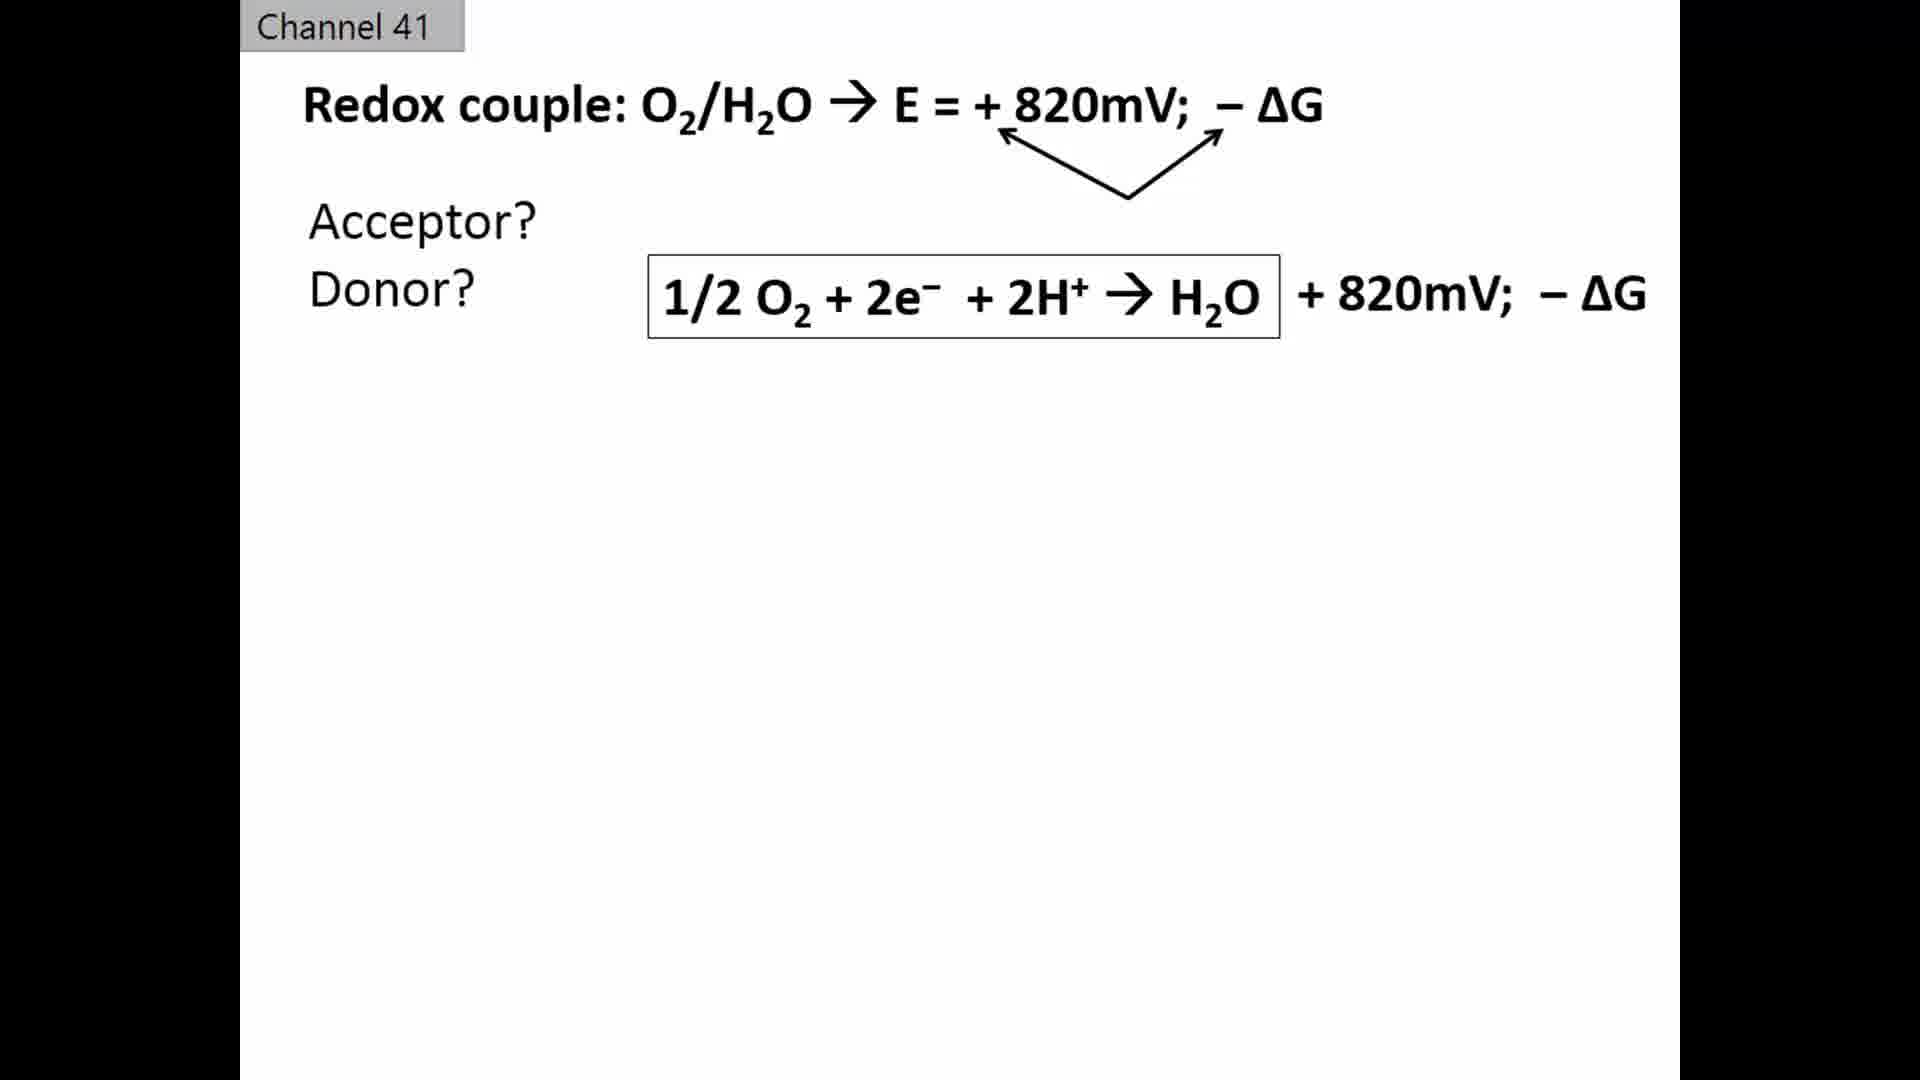 Channel 41
Redox couple: O₂/H₂O → E = + 820mV; – ΔG
Acceptor?
Donor?
1/2 O₂ + 2e⁻ + 2H⁺ → H₂O + 820mV; – ΔG